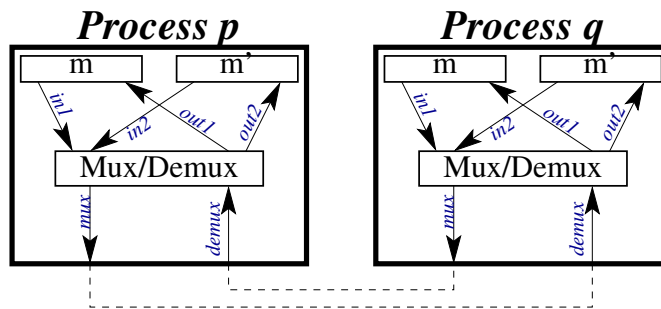 Process p
Process q
m
m'
m
m'
in1
in2
out1
out2
in1
in2
out1
out2
Mux/Demux
Mux/Demux
mux
demux
mux
demux